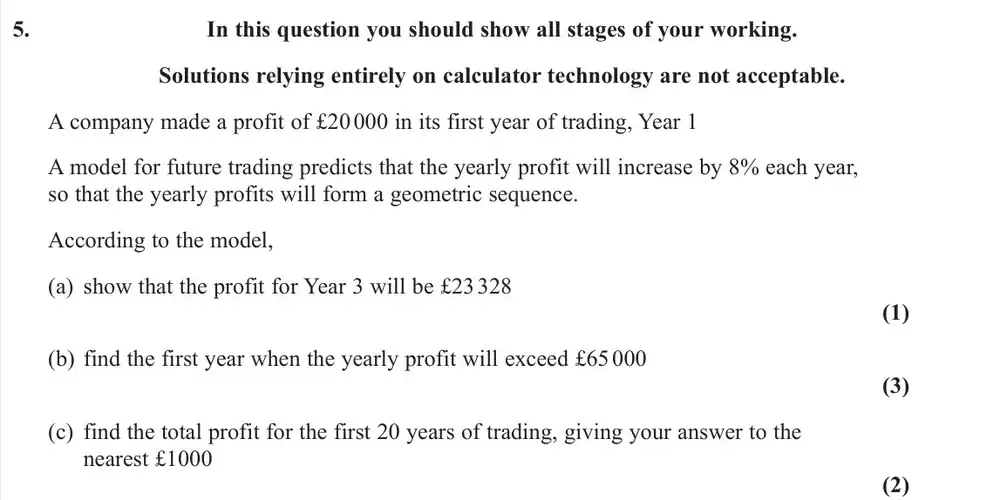 5. In this question you should show all stages of your working.
Solutions relying entirely on calculator technology are not acceptable.
A company made a profit of £20 000 in its first year of trading, Year 1
A model for future trading predicts that the yearly profit will increase by 8% each year,
so that the yearly profits will form a geometric sequence.
According to the model,
(a) show that the profit for Year 3 will be £23 328
(1)
(b) find the first year when the yearly profit will exceed £65 000
(3)
(c) find the total profit for the first 20 years of trading, giving your answer to the
nearest £1000
(2)